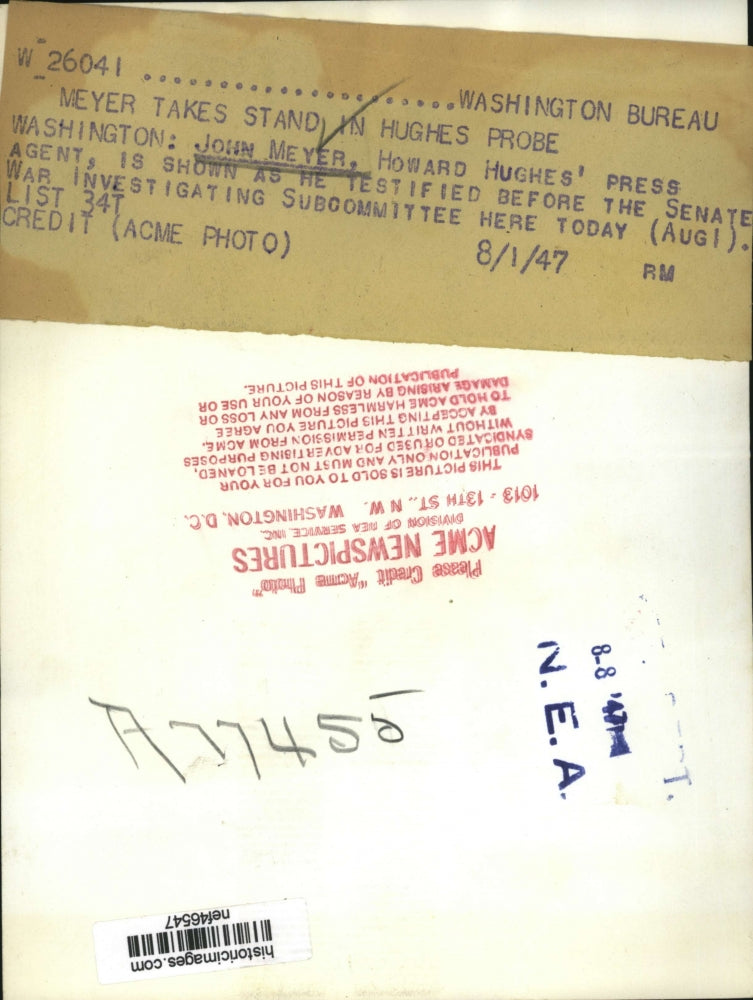 W 26041 .......................WASHINGTON BUREAU
MEYER TAKES STAND IN HUGHES PROBE
WASHINGTON: JOHN MEYER, HOWARD HUGHES' PRESS
AGENT, IS SHOWN AS HE TESTIFIED BEFORE THE SENATE
WAR INVESTIGATING SUBCOMMITTEE HERE TODAY (AUG1).
LIST 34T
CREDIT (ACME PHOTO) 8/1/47 RM
Please Credit "Acme Photo"
ACME NEWSPICTURES
DIVISION OF NEA SERVICE, INC.
1013 - 13TH ST., N.W. WASHINGTON, D.C.
THIS PICTURE IS SOLD TO YOU FOR YOUR
PUBLICATION ONLY AND MUST NOT BE LOANED,
SYNDICATED OR USED FOR ADVERTISING PURPOSES
WITHOUT WRITTEN PERMISSION FROM ACME.
BY ACCEPTING THIS PICTURE YOU AGREE
TO HOLD ACME HARMLESS FROM ANY LOSS OR
DAMAGE ARISING BY REASON OF YOUR USE OR
PUBLICATION OF THIS PICTURE.
8-8 '47
N.E.A.
historicimages.com
nef46547